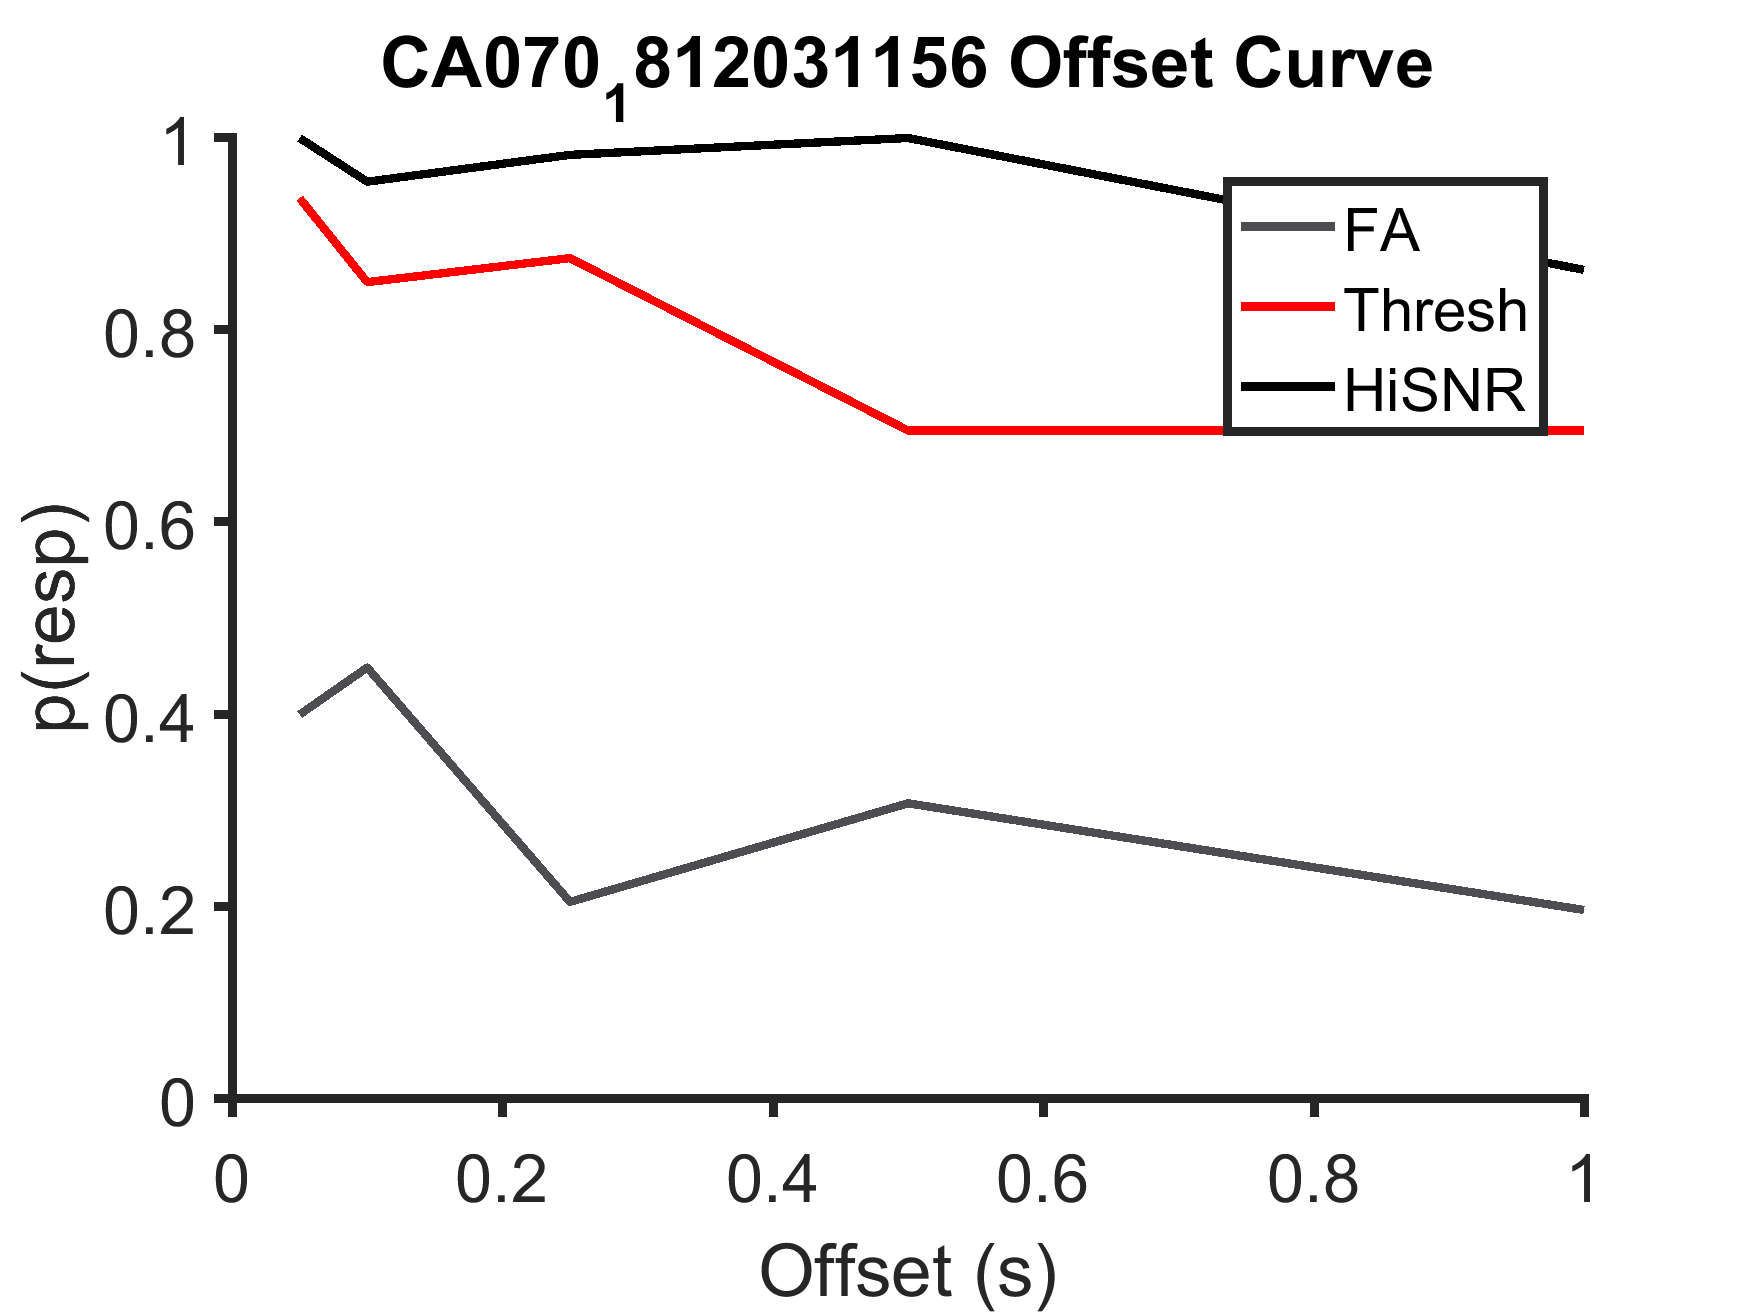 CA070₁812031156 Offset Curve
1
0.8
0.6
0.4
0.2
0
p(resp)
FA
Thresh
HiSNR
0 0.2 0.4 0.6 0.8 1
Offset (s)